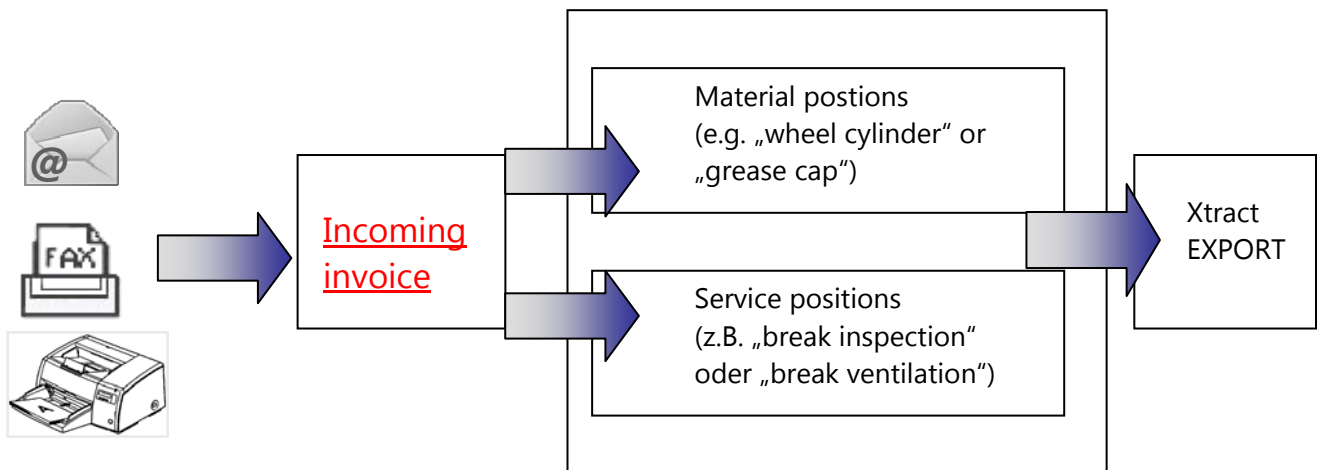 @
FAX
Incoming
invoice
Material postions
(e.g. „wheel cylinder“ or
„grease cap“)
Service positions
(z.B. „break inspection“
oder „break ventilation“)
Xtract
EXPORT